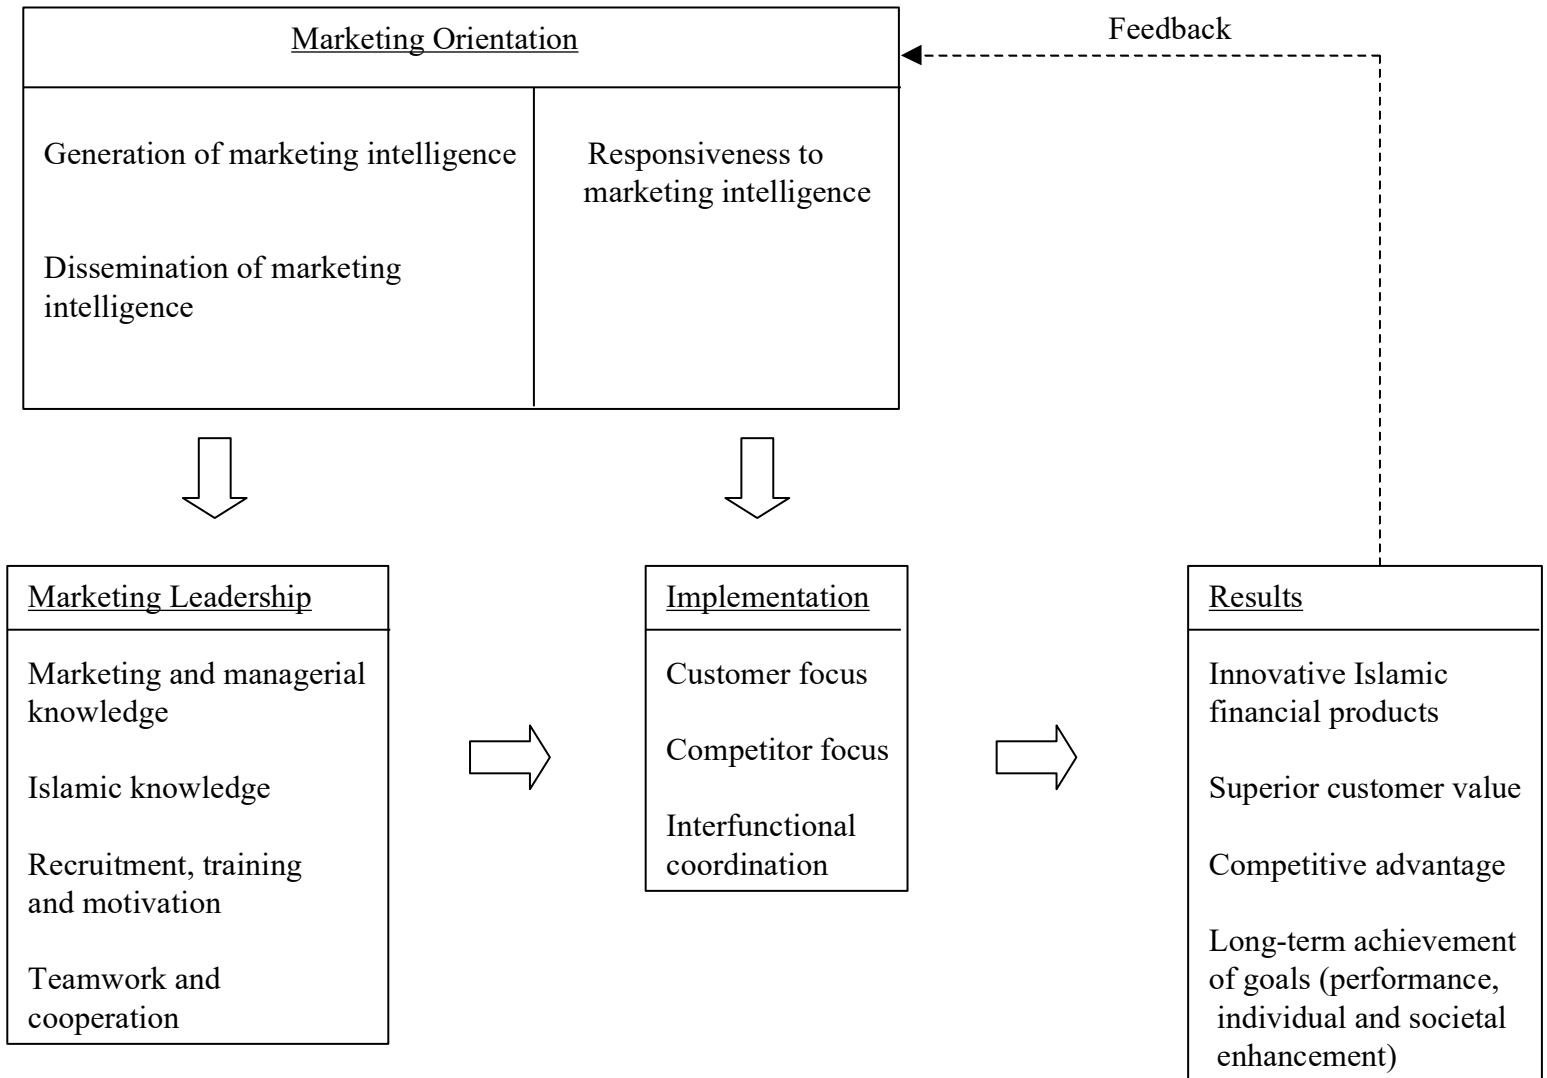 Marketing Orientation
Feedback
Generation of marketing intelligence
Dissemination of marketing
intelligence
Responsiveness to
marketing intelligence
Marketing Leadership
Marketing and managerial
knowledge
Islamic knowledge
Recruitment, training
and motivation
Teamwork and
cooperation
Implementation
Customer focus
Competitor focus
Interfunctional
coordination
Results
Innovative Islamic
financial products
Superior customer value
Competitive advantage
Long-term achievement
of goals (performance,
individual and societal
enhancement)